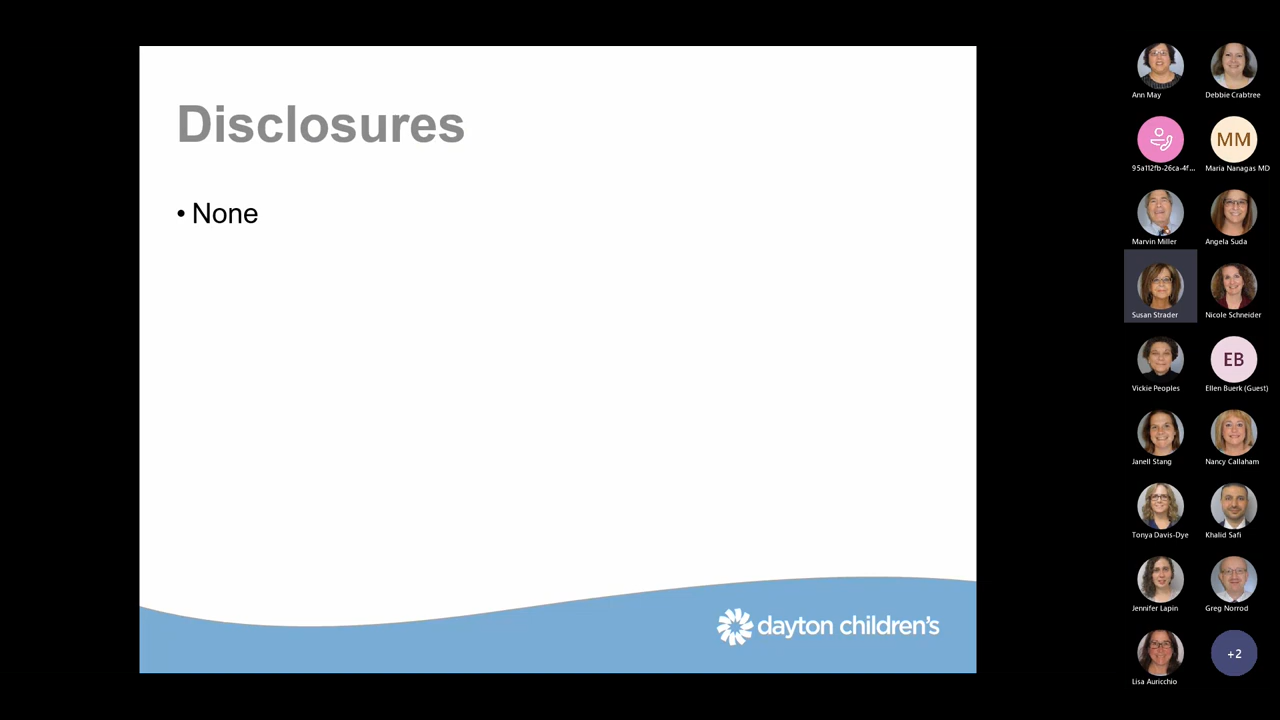 Disclosures
• None
dayton children's
Ann May
Debbie Crabtree
MM
95a112fb-26ca-4f...
Maria Nanagas MD
Marvin Miller
Angela Suda
Susan Strader
Nicole Schneider
EB
Vickie Peoples
Ellen Buerk (Guest)
Janell Stang
Nancy Callaham
Tonya Davis-Dye
Khalid Safi
Jennifer Lapin
Greg Norrod
Lisa Auricchio
+2